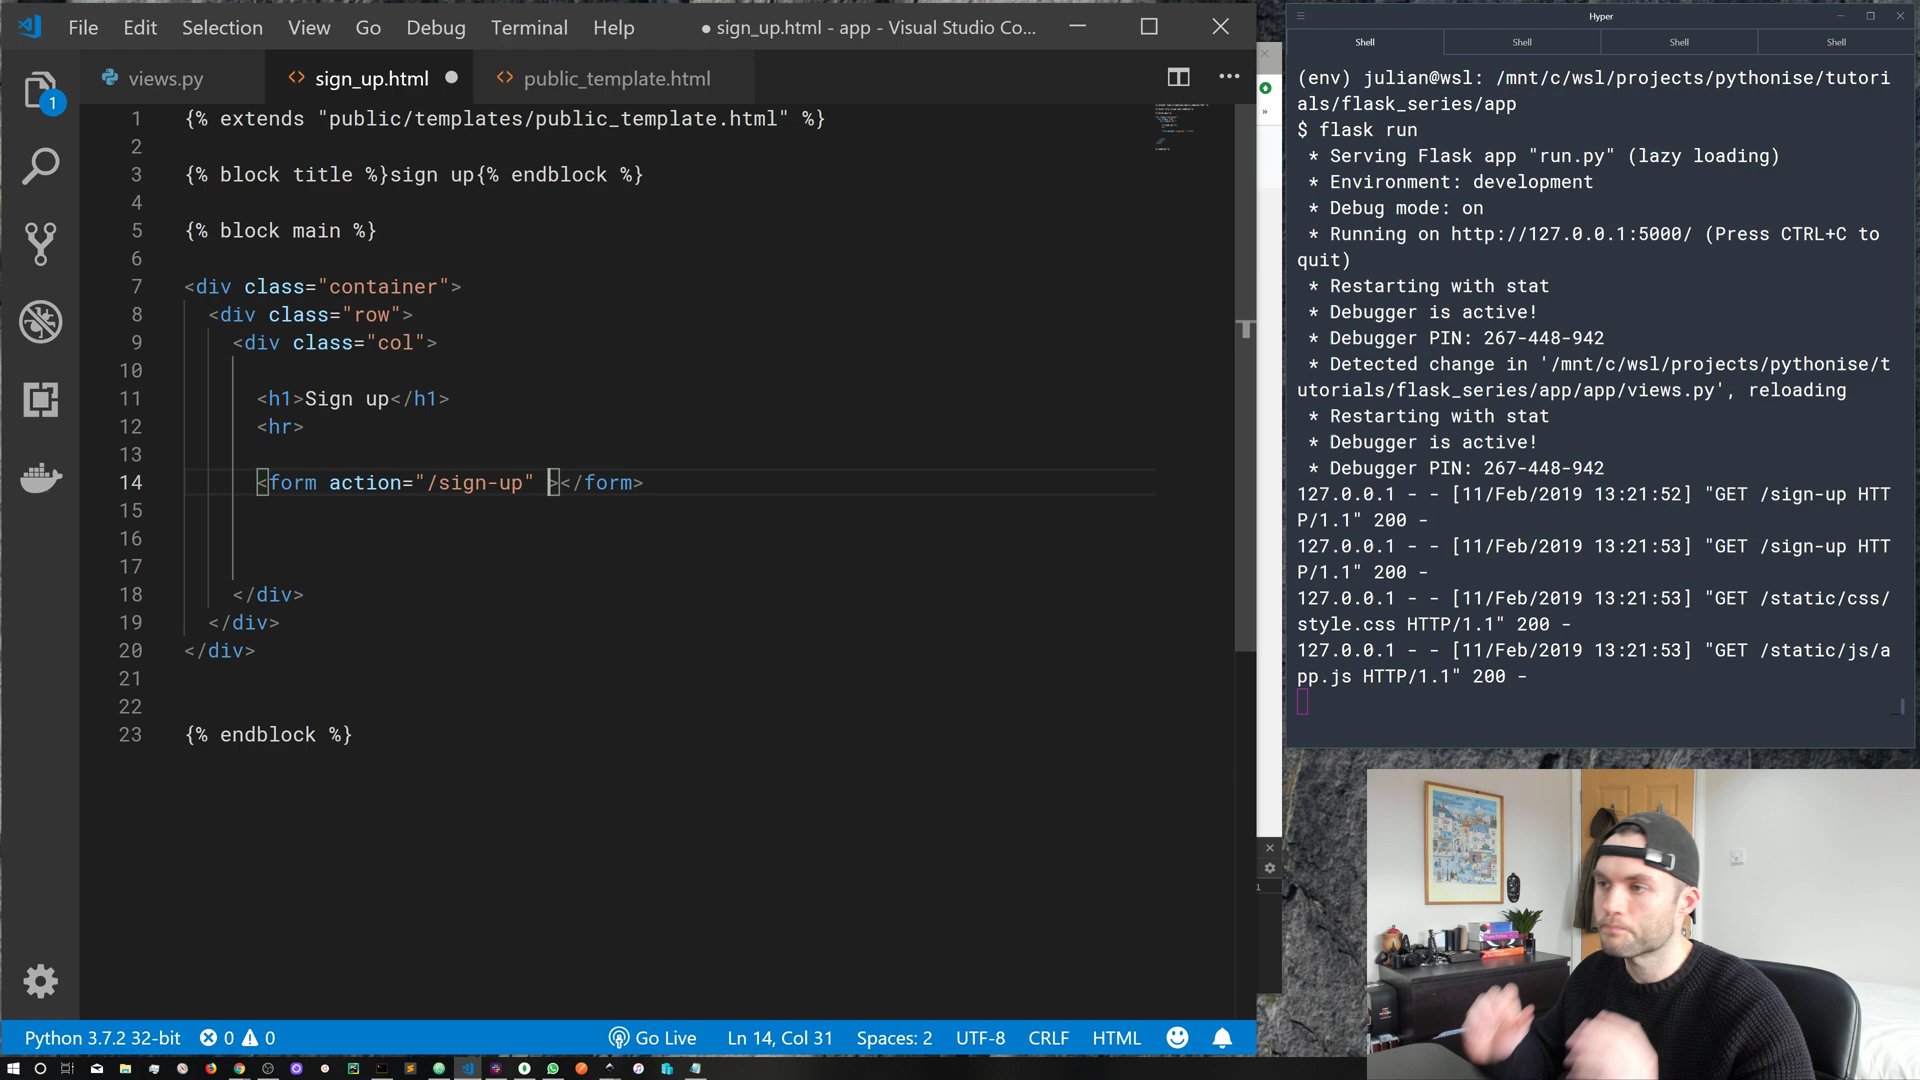 File Edit Selection View Go Debug Terminal Help ● sign_up.html - app - Visual Studio Co...
1
views.py
sign_up.html
public_template.html
1 {% extends "public/templates/public_template.html" %}
2
3 {% block title %}sign up{% endblock %}
4
5 {% block main %}
6
7 <div class="container">
8 <div class="row">
9 <div class="col">
10
11 <h1>Sign up</h1>
12 <hr>
13
14 <form action="/sign-up" ></form>
15
16
17
18 </div>
19 </div>
20 </div>
21
22
23 {% endblock %}
Python 3.7.2 32-bit 0 0 Go Live Ln 14, Col 31 Spaces: 2 UTF-8 CRLF HTML
Hyper
Shell Shell Shell Shell
(env) julian@wsl: /mnt/c/wsl/projects/pythonise/tutori
als/flask_series/app
$ flask run
* Serving Flask app "run.py" (lazy loading)
* Environment: development
* Debug mode: on
* Running on http://127.0.0.1:5000/ (Press CTRL+C to
quit)
* Restarting with stat
* Debugger is active!
* Debugger PIN: 267-448-942
* Detected change in '/mnt/c/wsl/projects/pythonise/t
utorials/flask_series/app/app/views.py', reloading
* Restarting with stat
* Debugger is active!
* Debugger PIN: 267-448-942
127.0.0.1 - - [11/Feb/2019 13:21:52] "GET /sign-up HTT
P/1.1" 200 -
127.0.0.1 - - [11/Feb/2019 13:21:53] "GET /sign-up HTT
P/1.1" 200 -
127.0.0.1 - - [11/Feb/2019 13:21:53] "GET /static/css/
style.css HTTP/1.1" 200 -
127.0.0.1 - - [11/Feb/2019 13:21:53] "GET /static/js/a
pp.js HTTP/1.1" 200 -